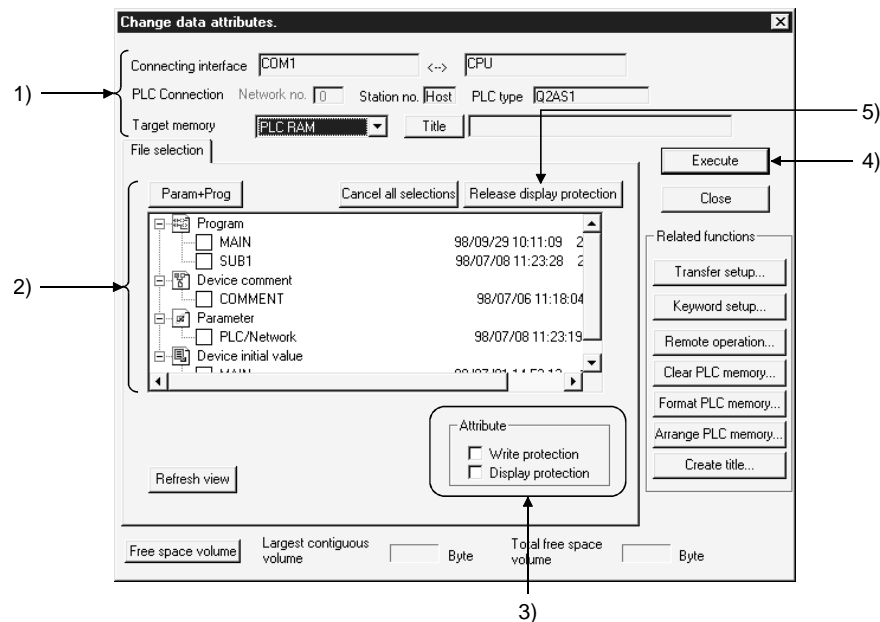 Change data attributes.
Connecting interface COM1 <--> CPU
1)
PLC Connection Network no. 0 Station no. Host PLC type Q2AS1
5)
Target memory PLC RAM Title
File selection
Execute
4)
Param+Prog Cancel all selections Release display protection
Close
Program
MAIN 98/09/29 10:11:09 2
SUB1 98/07/08 11:23:28 2
Device comment
COMMENT 98/07/06 11:18:04
Parameter
PLC/Network 98/07/08 11:23:19
Device initial value
MAIN
2)
Related functions
Transfer setup...
Keyword setup...
Remote operation...
Clear PLC memory...
Format PLC memory...
Arrange PLC memory...
Create title...
Attribute
Write protection
Display protection
Refresh view
Free space volume
Largest contiguous
volume
Byte
Total free space
volume
Byte
3)